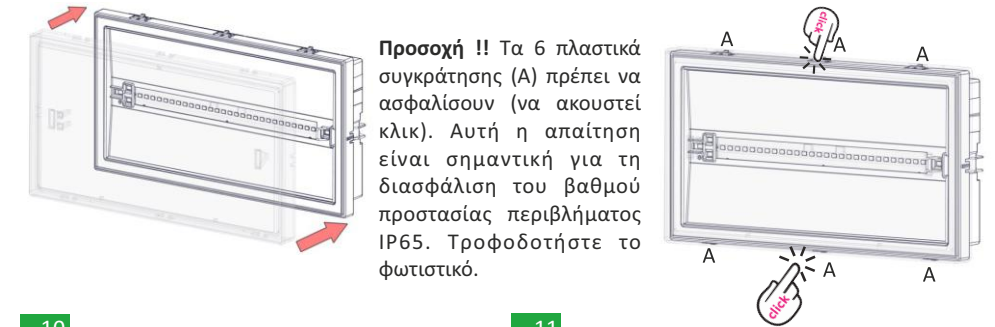 Προσοχή !! Τα 6 πλαστικά
συγκράτησης (Α) πρέπει να
ασφαλίσουν (να ακουστεί
κλικ). Αυτή η απαίτηση
είναι σημαντική για τη
διασφάλιση του βαθμού
προστασίας περιβλήματος
IP65. Τροφοδοτήστε το
φωτιστικό.
click
A
A
A
A
A
A
click
10
11